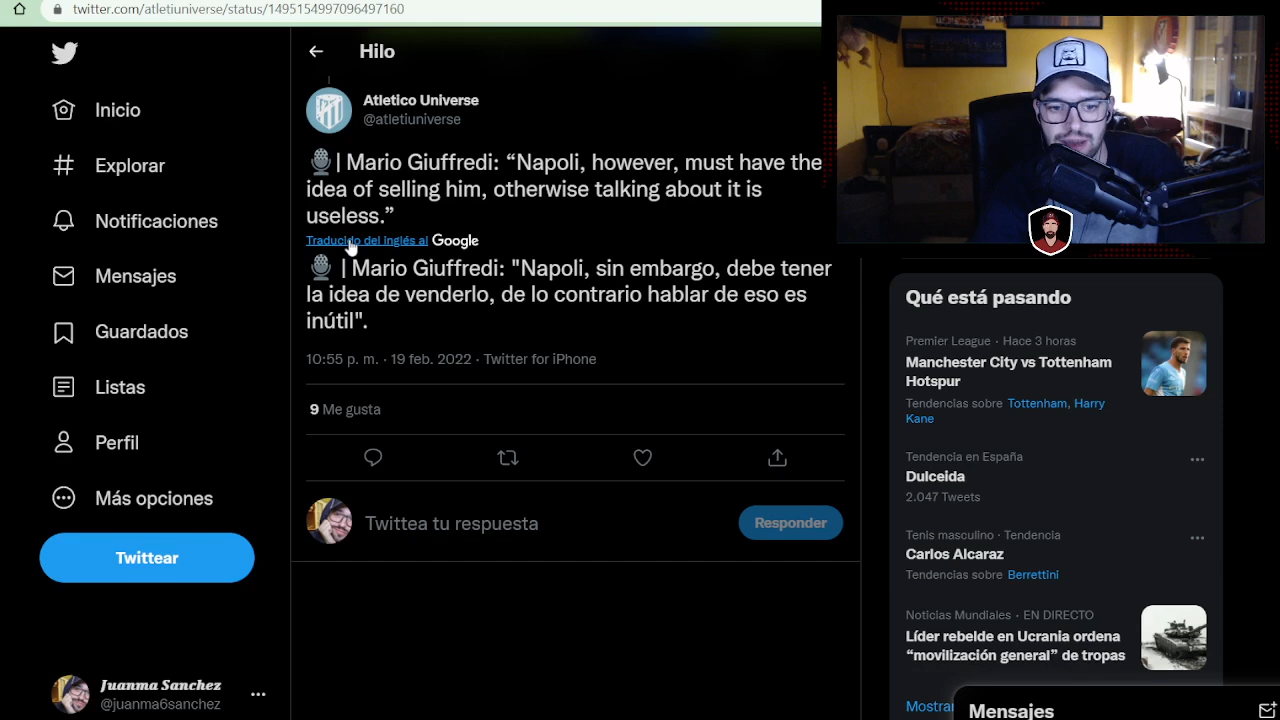 twitter.com/atletiuniverse/status/1495154997096497160
Hilo
Inicio
Explorar
Notificaciones
Mensajes
Guardados
Listas
Perfil
Más opciones
Twittear
Juanma Sanchez
@juanma6sanchez
Atletico Universe
@atletiuniverse
| Mario Giuffredi: “Napoli, however, must have the
idea of selling him, otherwise talking about it is
useless.”
Traducido del inglés al Google
| Mario Giuffredi: "Napoli, sin embargo, debe tener
la idea de venderlo, de lo contrario hablar de eso es
inútil".
10:55 p. m. · 19 feb. 2022 · Twitter for iPhone
9 Me gusta
Twittea tu respuesta
Responder
Qué está pasando
Premier League · Hace 3 horas
Manchester City vs Tottenham
Hotspur
Tendencias sobre Tottenham, Harry
Kane
Tendencia en España
Dulceida
2.047 Tweets
Tenis masculino · Tendencia
Carlos Alcaraz
Tendencias sobre Berrettini
Noticias Mundiales · EN DIRECTO
Líder rebelde en Ucrania ordena
“movilización general” de tropas
Mostrar
Mensajes